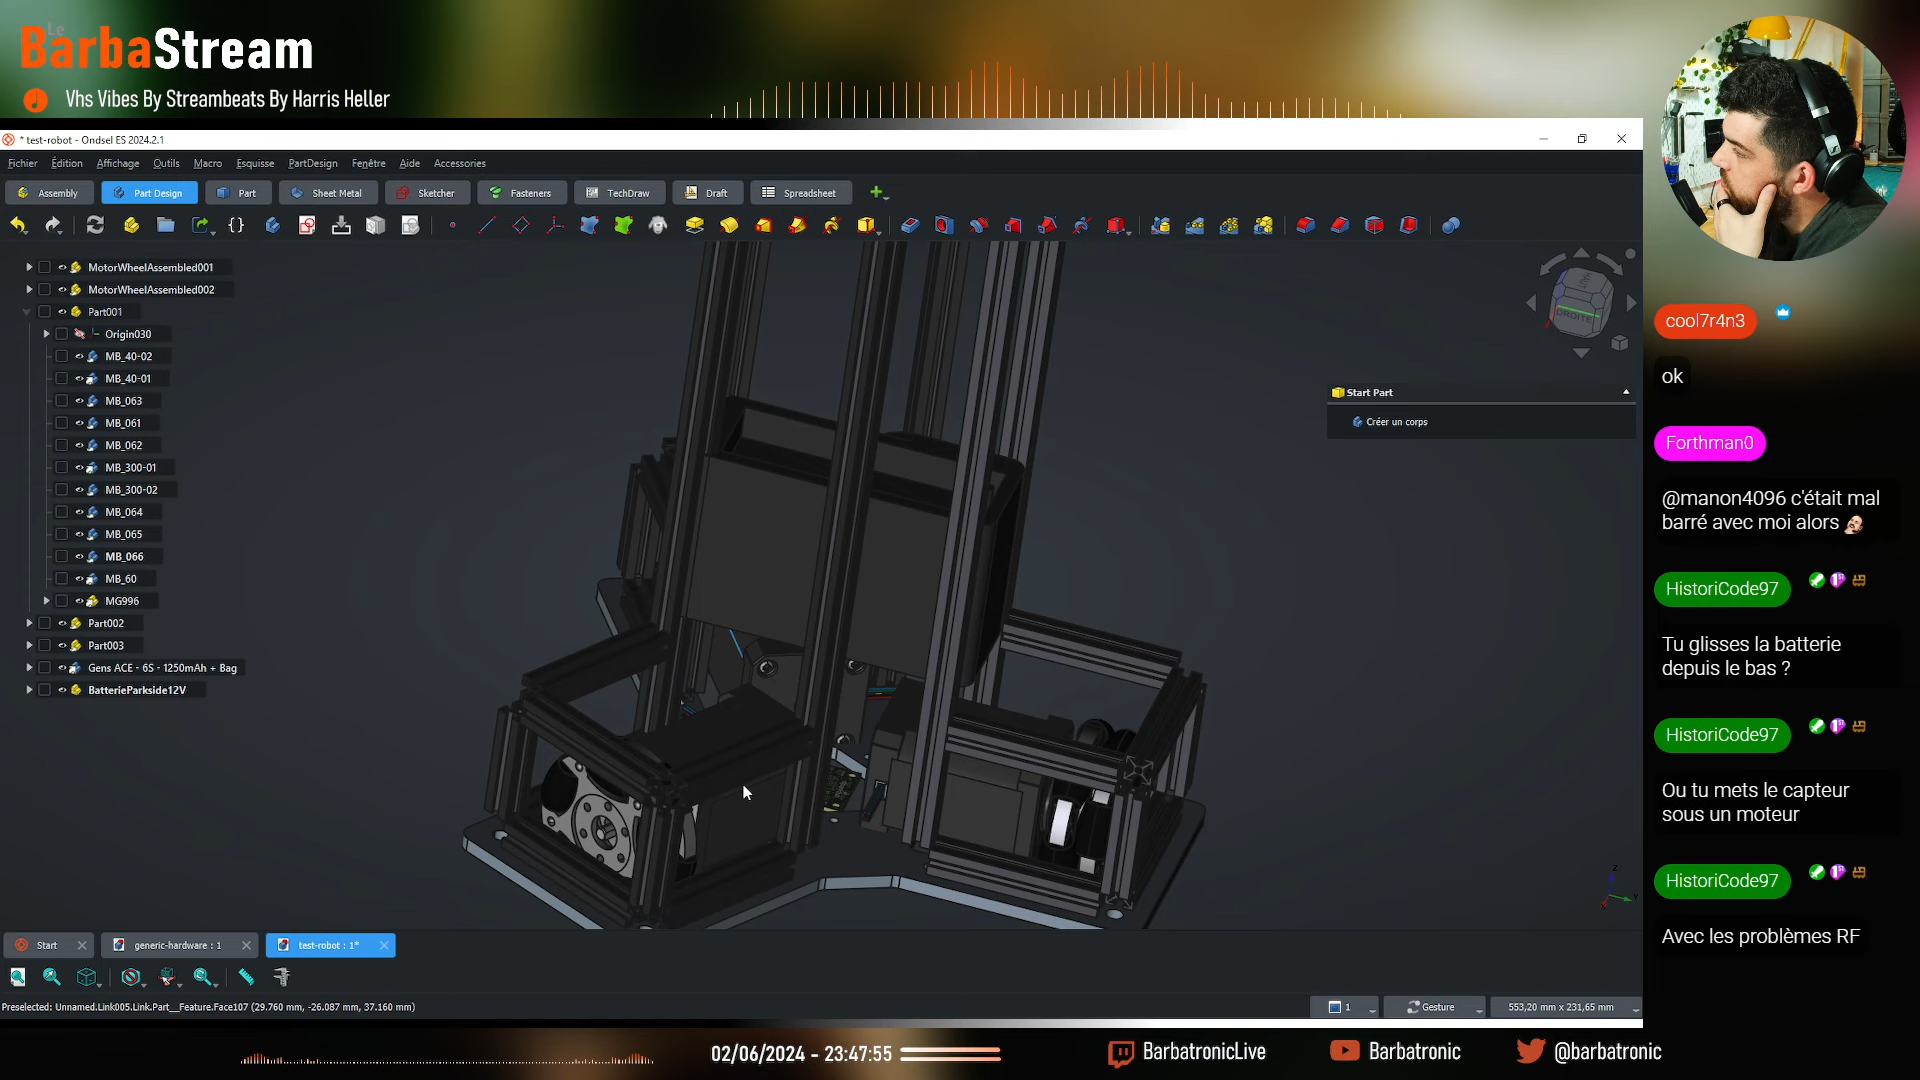 Le
BarbaStream
Vhs Vibes By Streambeats By Harris Heller
* test-robot - Ondsel ES 2024.2.1
Fichier Édition Affichage Outils Macro Esquisse PartDesign Fenêtre Aide Accessories
Assembly Part Design Part Sheet Metal Sketcher Fasteners TechDraw Draft Spreadsheet
MotorWheelAssembled001
MotorWheelAssembled002
Part001
Origin030
MB_40-02
MB_40-01
MB_063
MB_061
MB_062
MB_300-01
MB_300-02
MB_064
MB_065
MB_066
MB_60
MG996
Part002
Part003
Gens ACE - 6S - 1250mAh + Bag
BatterieParkside12V
DROITE
Start Part
Créer un corps
Z
Start generic-hardware : 1 test-robot : 1*
Preselected: Unnamed.Link005.Link.Part__Feature.Face107 (29.760 mm, -26.087 mm, 37.160 mm)
1 Gesture 553,20 mm x 231,65 mm
cool7r4n3
ok
Forthman0
@manon4096 c'était mal
barré avec moi alors
HistoriCode97
Tu glisses la batterie
depuis le bas ?
HistoriCode97
Ou tu mets le capteur
sous un moteur
HistoriCode97
Avec les problèmes RF
02/06/2024 - 23:47:55
BarbatronicLive Barbatronic @barbatronic